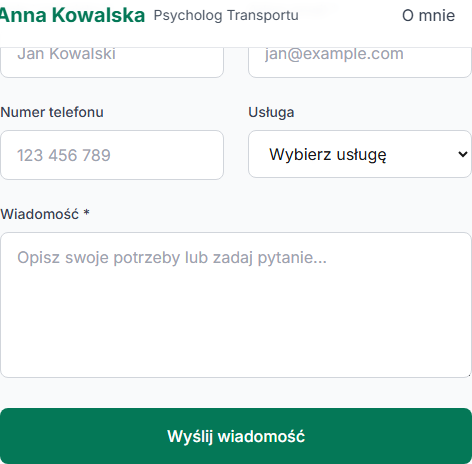 Anna Kowalska Psycholog Transportu O mnie
Jan Kowalski jan@example.com
Numer telefonu Usługa
123 456 789 Wybierz usługę
Wiadomość *
Opisz swoje potrzeby lub zadaj pytanie...
Wyślij wiadomość